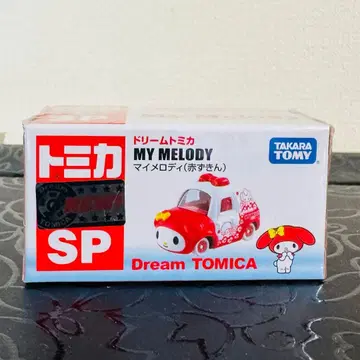 トミカ
SP
ドリームトミカ
MY MELODY
マイメロディ(赤ずきん)
TAKARA
TOMY
Dream TOMICA